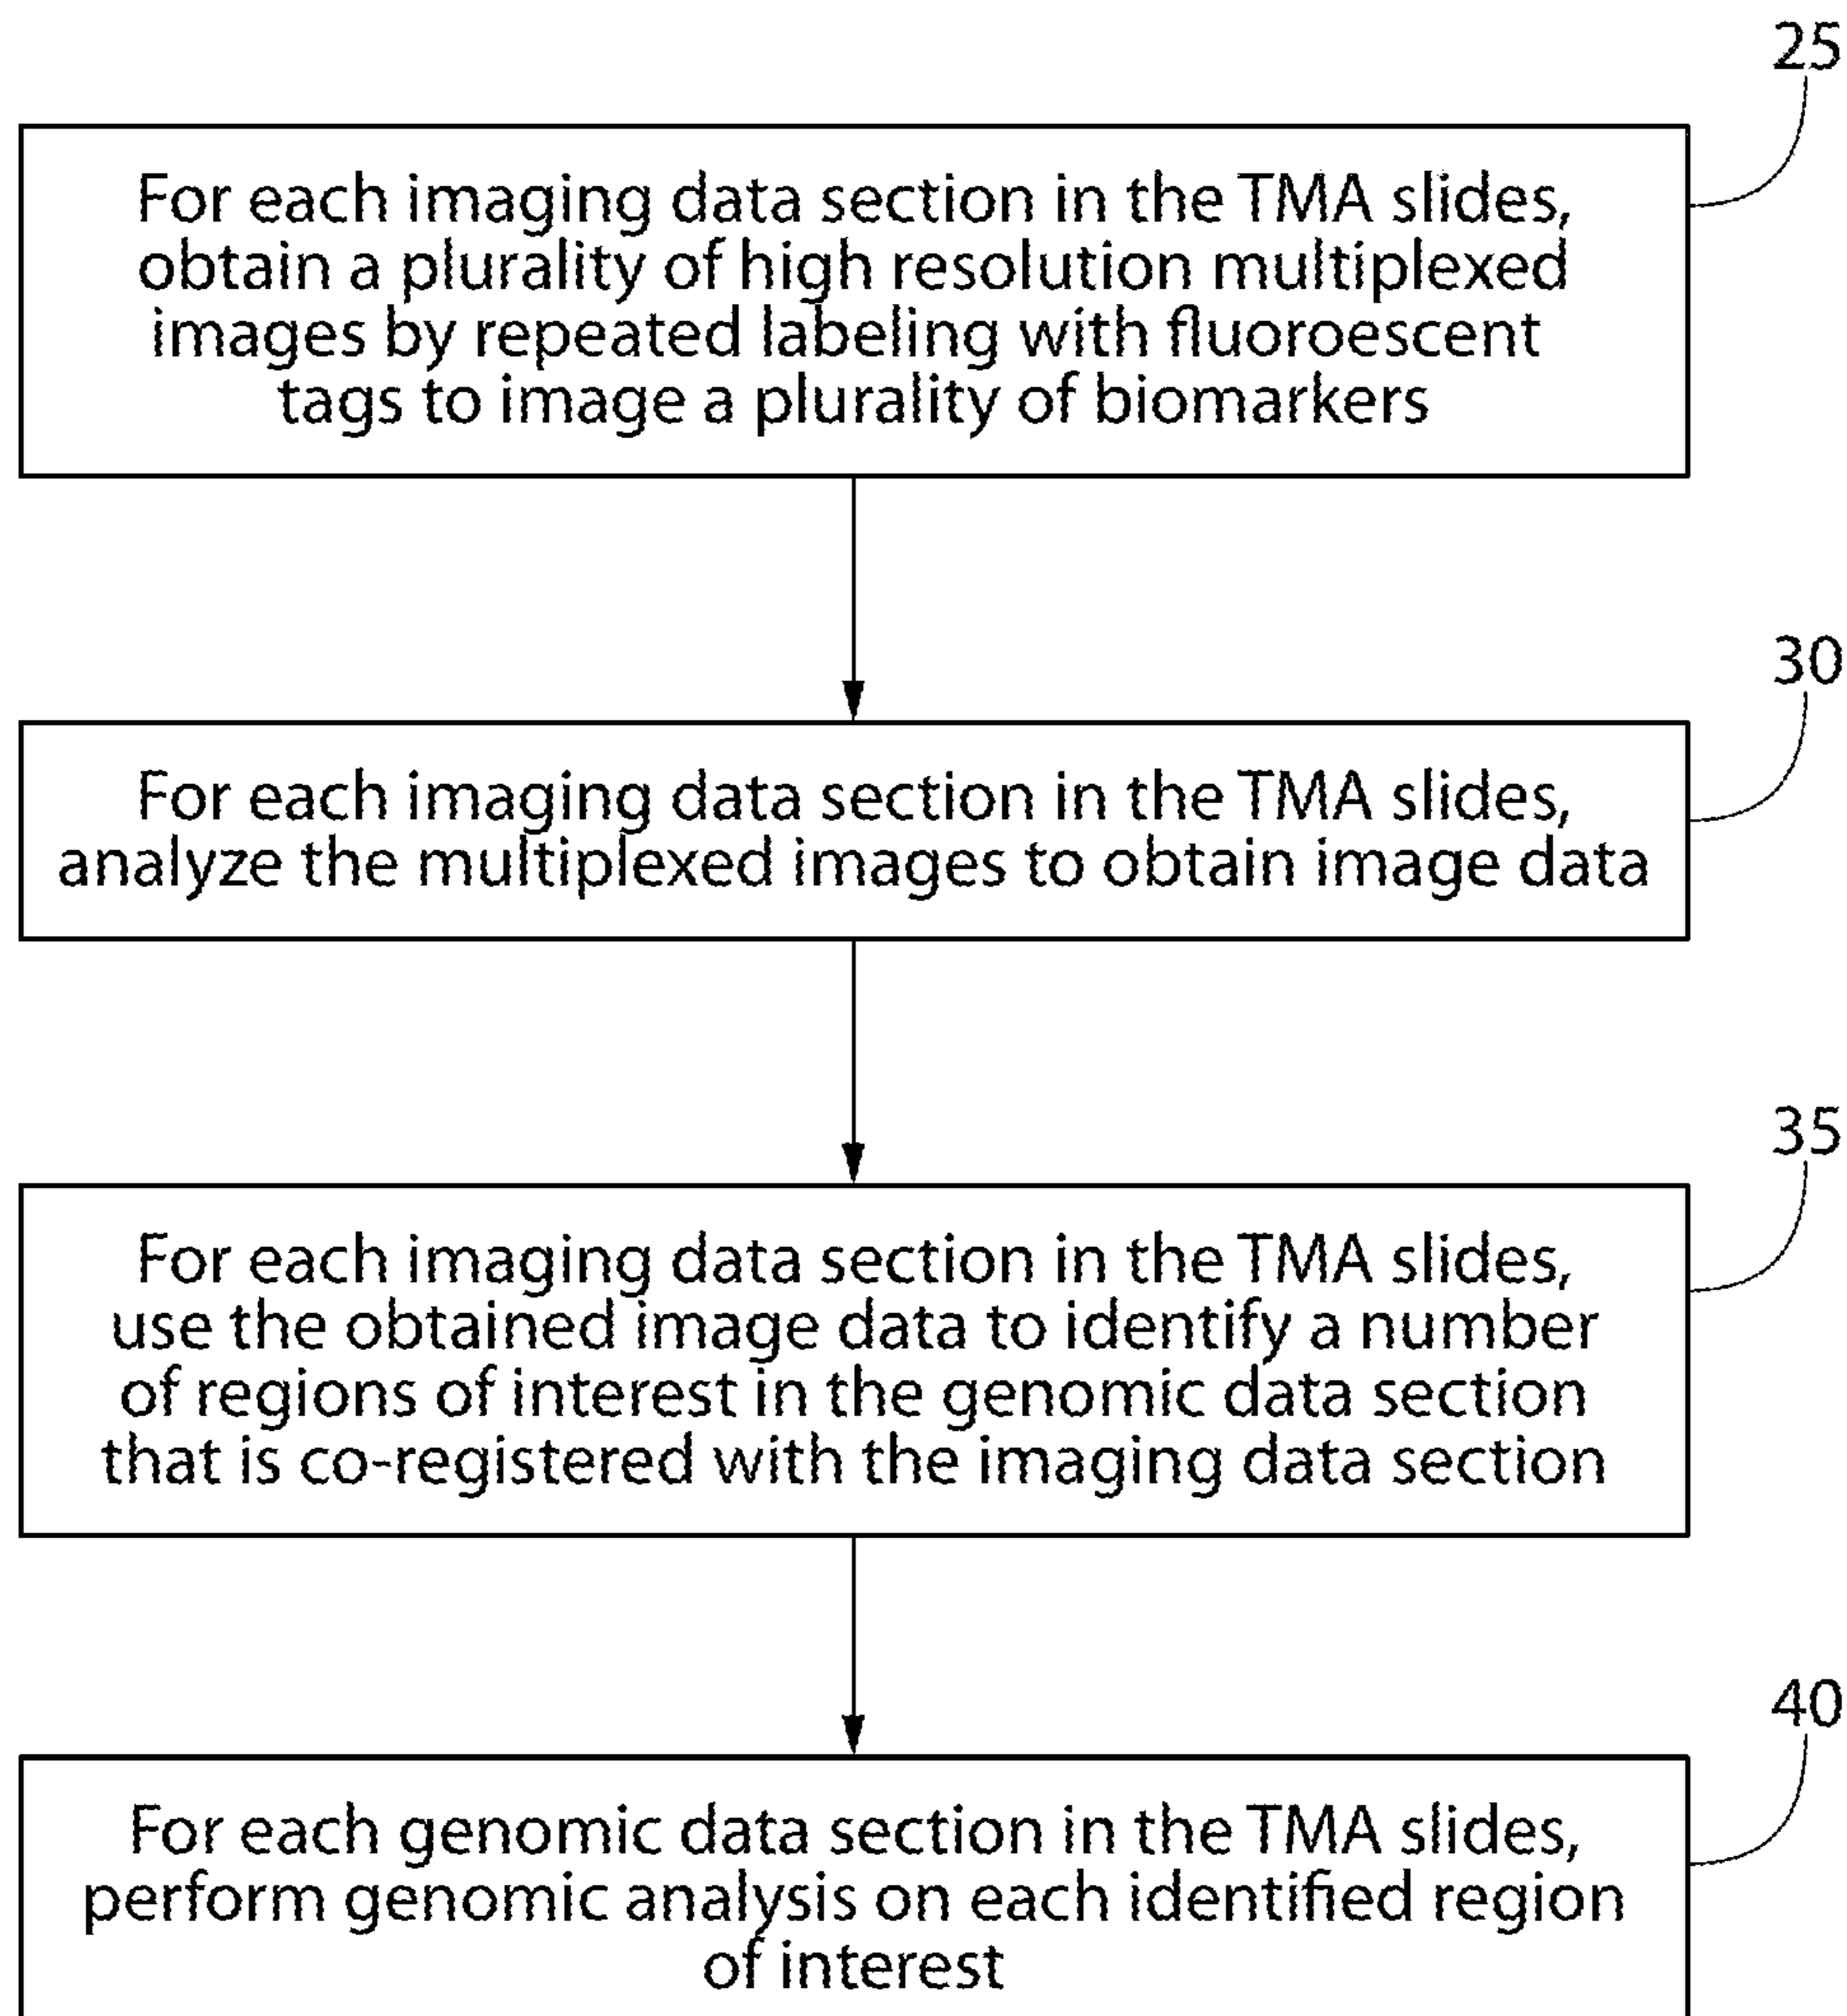 25
For each imaging data section in the TMA slides,
obtain a plurality of high resolution multiplexed
images by repeated labeling with fluoroescent
tags to image a plurality of biomarkers
30
For each imaging data section in the TMA slides,
analyze the multiplexed images to obtain image data
35
For each imaging data section in the TMA slides,
use the obtained image data to identify a number
of regions of interest in the genomic data section
that is co-registered with the imaging data section
40
For each genomic data section in the TMA slides,
perform genomic analysis on each identified region
of interest